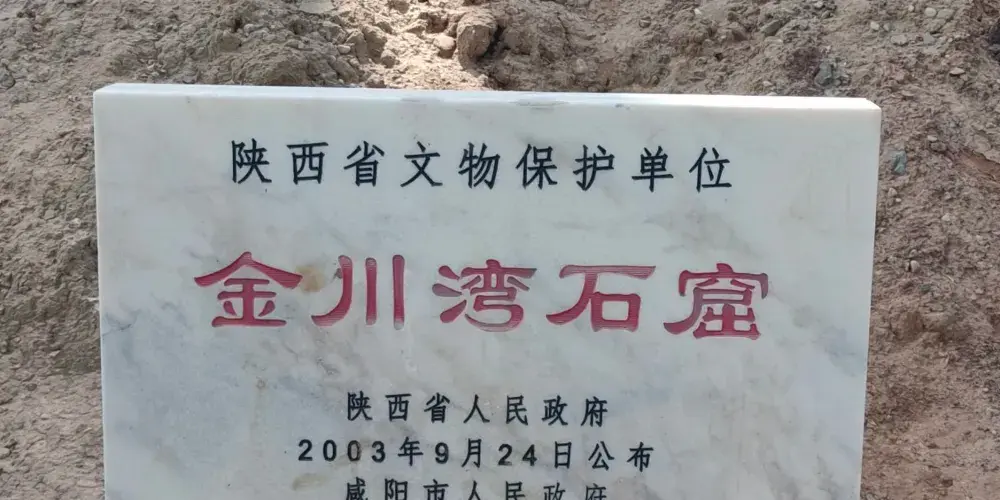 陕西省文物保护单位
金川湾石窟
陕西省人民政府
2003年9月24日公布
咸阳市人民政府